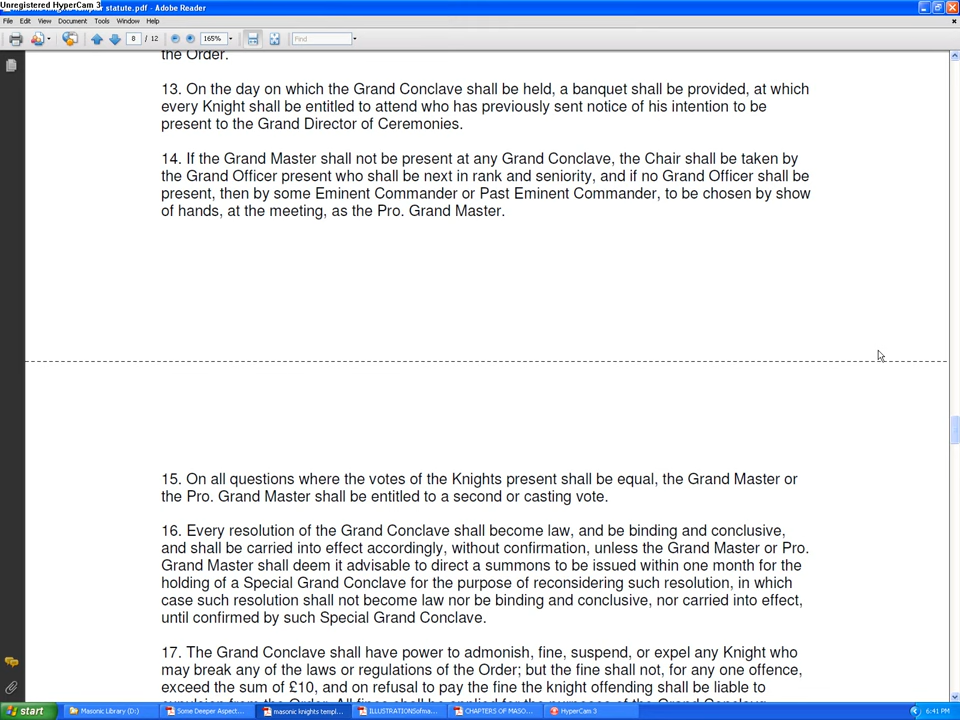 Unregistered HyperCam 3
statute.pdf - Adobe Reader
File Edit View Document Tools Window Help
8 / 12 165% Find
the Order.
13. On the day on which the Grand Conclave shall be held, a banquet shall be provided, at which
every Knight shall be entitled to attend who has previously sent notice of his intention to be
present to the Grand Director of Ceremonies.
14. If the Grand Master shall not be present at any Grand Conclave, the Chair shall be taken by
the Grand Officer present who shall be next in rank and seniority, and if no Grand Officer shall be
present, then by some Eminent Commander or Past Eminent Commander, to be chosen by show
of hands, at the meeting, as the Pro. Grand Master.
15. On all questions where the votes of the Knights present shall be equal, the Grand Master or
the Pro. Grand Master shall be entitled to a second or casting vote.
16. Every resolution of the Grand Conclave shall become law, and be binding and conclusive,
and shall be carried into effect accordingly, without confirmation, unless the Grand Master or Pro.
Grand Master shall deem it advisable to direct a summons to be issued within one month for the
holding of a Special Grand Conclave for the purpose of reconsidering such resolution, in which
case such resolution shall not become law nor be binding and conclusive, nor carried into effect,
until confirmed by such Special Grand Conclave.
17. The Grand Conclave shall have power to admonish, fine, suspend, or expel any Knight who
may break any of the laws or regulations of the Order; but the fine shall not, for any one offence,
exceed the sum of £10, and on refusal to pay the fine the knight offending shall be liable to
start Masonic Library (D:) Some Deeper Aspect... masonic knights templ... ILLUSTRATIONSofma... CHAPTERS OF MASO... HyperCam 3 6:41 PM